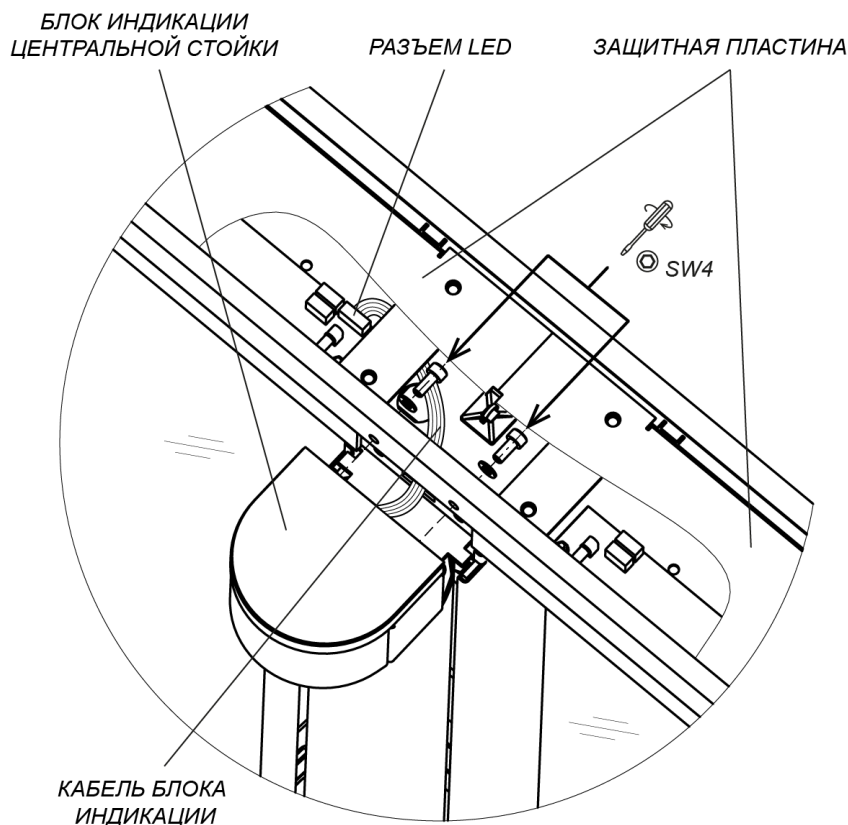 БЛОК ИНДИКАЦИИ
ЦЕНТРАЛЬНОЙ СТОЙКИ
РАЗЪЕМ LED
ЗАЩИТНАЯ ПЛАСТИНА
SW4
КАБЕЛЬ БЛОКА
ИНДИКАЦИИ